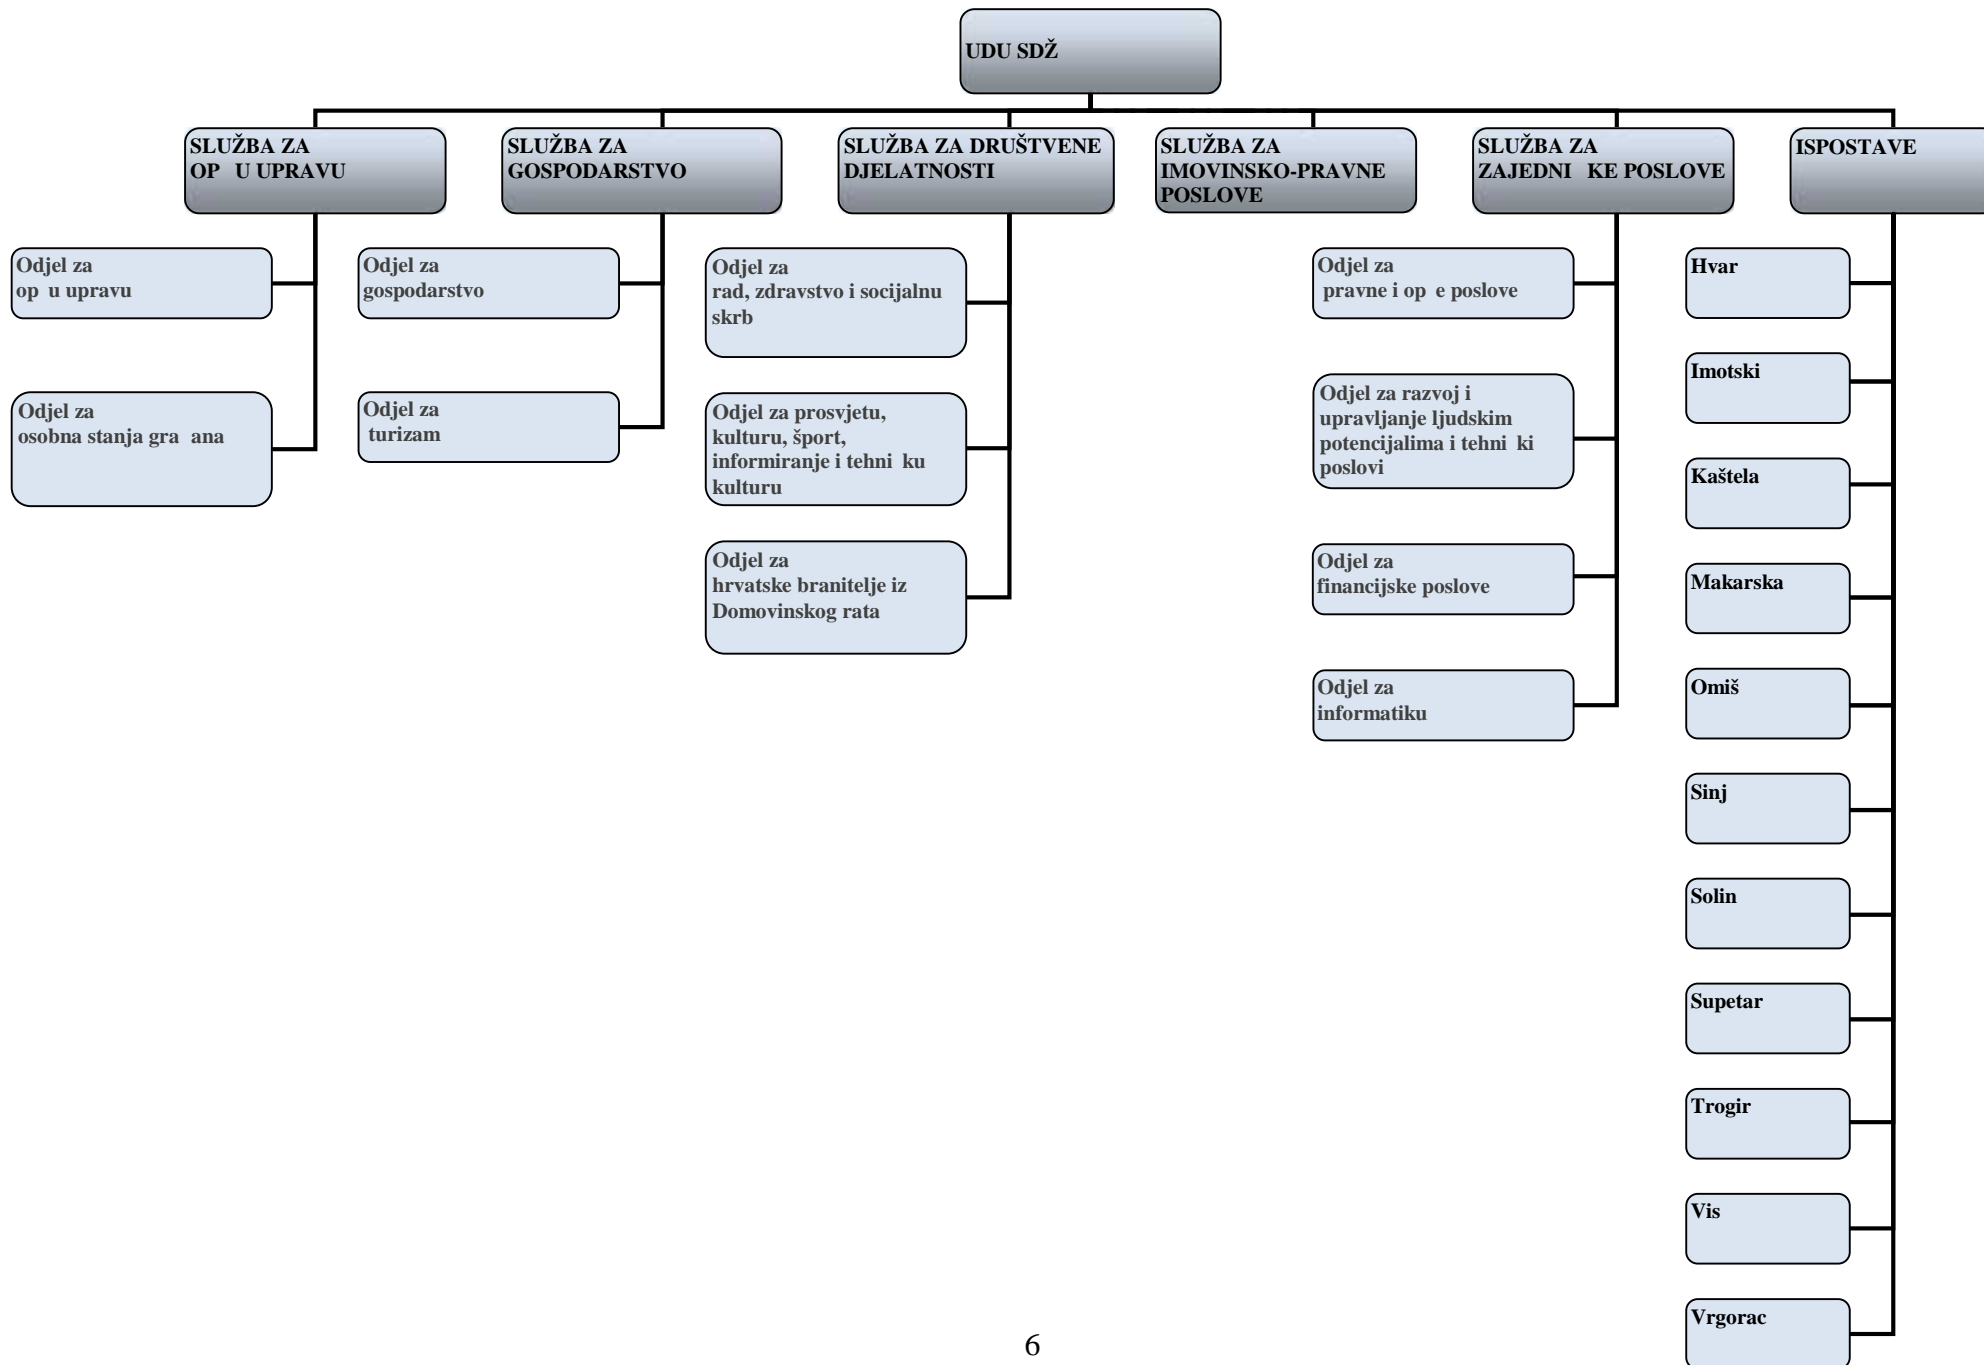 UDU SDŽ
SLUŽBA ZA
OP U UPRAVU
SLUŽBA ZA
GOSPODARSTVO
SLUŽBA ZA DRUŠTVENE
DJELATNOSTI
SLUŽBA ZA
IMOVINSKO-PRAVNE
POSLOVE
SLUŽBA ZA
ZAJEDNI KE POSLOVE
ISPOSTAVE
Odjel za
op u upravu
Odjel za
osobna stanja gra ana
Odjel za
gospodarstvo
Odjel za
turizam
Odjel za
rad, zdravstvo i socijalnu
skrb
Odjel za prosvjetu,
kulturu, šport,
informiranje i tehni ku
kulturu
Odjel za
hrvatske branitelje iz
Domovinskog rata
Odjel za
pravne i op e poslove
Odjel za razvoj i
upravljanje ljudskim
potencijalima i tehni ki
poslovi
Odjel za
financijske poslove
Odjel za
informatiku
Hvar
Imotski
Kaštela
Makarska
Omiš
Sinj
Solin
Supetar
Trogir
Vis
Vrgorac
6